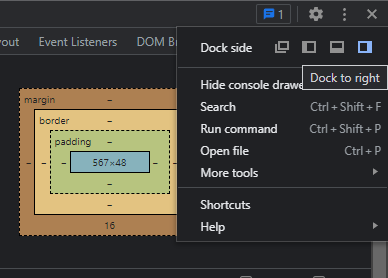 1
yout Event Listeners DOM Br
Dock side
Dock to right
Hide console drawe
Search Ctrl + Shift + F
Run command Ctrl + Shift + P
Open file Ctrl + P
More tools
Shortcuts
Help
margin –
border –
padding –
– – – 567×48 –
–
–
16